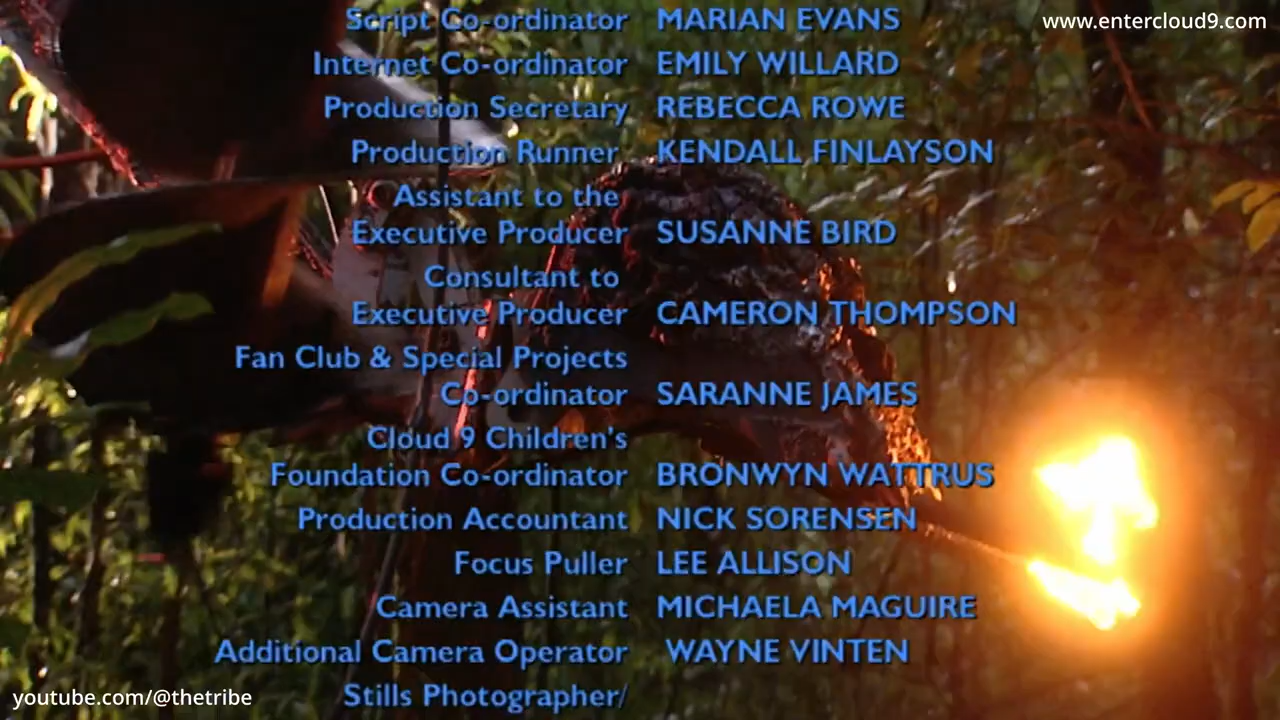 www.entercloud9.com
Script Co-ordinator MARIAN EVANS
Internet Co-ordinator EMILY WILLARD
Production Secretary REBECCA ROWE
Production Runner KENDALL FINLAYSON
Assistant to the
Executive Producer SUSANNE BIRD
Consultant to
Executive Producer CAMERON THOMPSON
Fan Club & Special Projects
Co-ordinator SARANNE JAMES
Cloud 9 Children's
Foundation Co-ordinator BRONWYN WATTRUS
Production Accountant NICK SORENSEN
Focus Puller LEE ALLISON
Camera Assistant MICHAELA MAGUIRE
Additional Camera Operator WAYNE VINTEN
Stills Photographer/
youtube.com/@thetribe